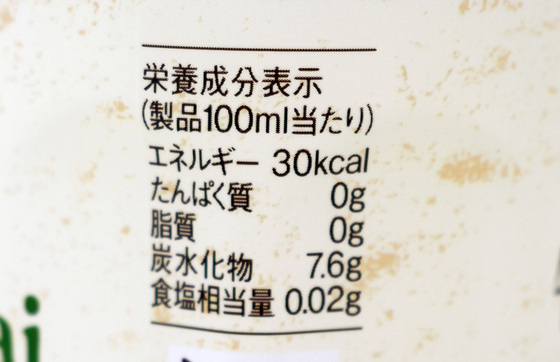 栄養成分表示
(製品100ml当たり)
エネルギー 30kcal
たんぱく質 0g
脂質 0g
炭水化物 7.6g
食塩相当量 0.02g